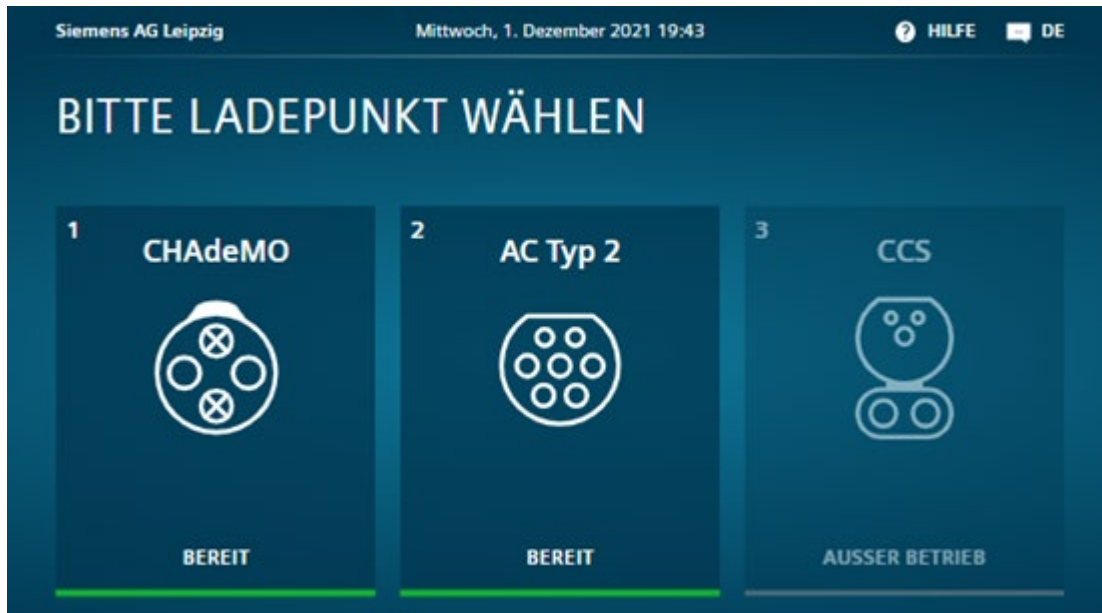 Siemens AG Leipzig
Mittwoch, 1. Dezember 2021 19:43
? HILFE
DE
BITTE LADEPUNKT WÄHLEN
1
CHAdeMO
BEREIT
2
AC Typ 2
BEREIT
3
CCS
AUSSER BETRIEB